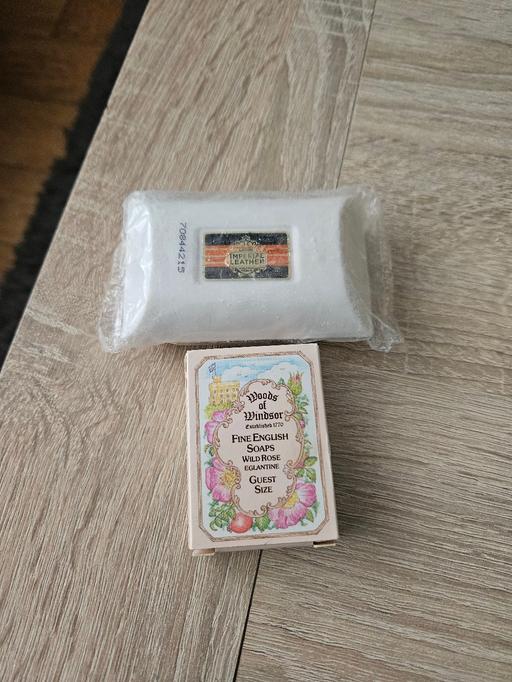 70844215
IMPERIAL
LEATHER
Woods
of
Windsor
Established 1770
FINE ENGLISH
SOAPS
WILD ROSE
EGLANTINE
GUEST
SIZE